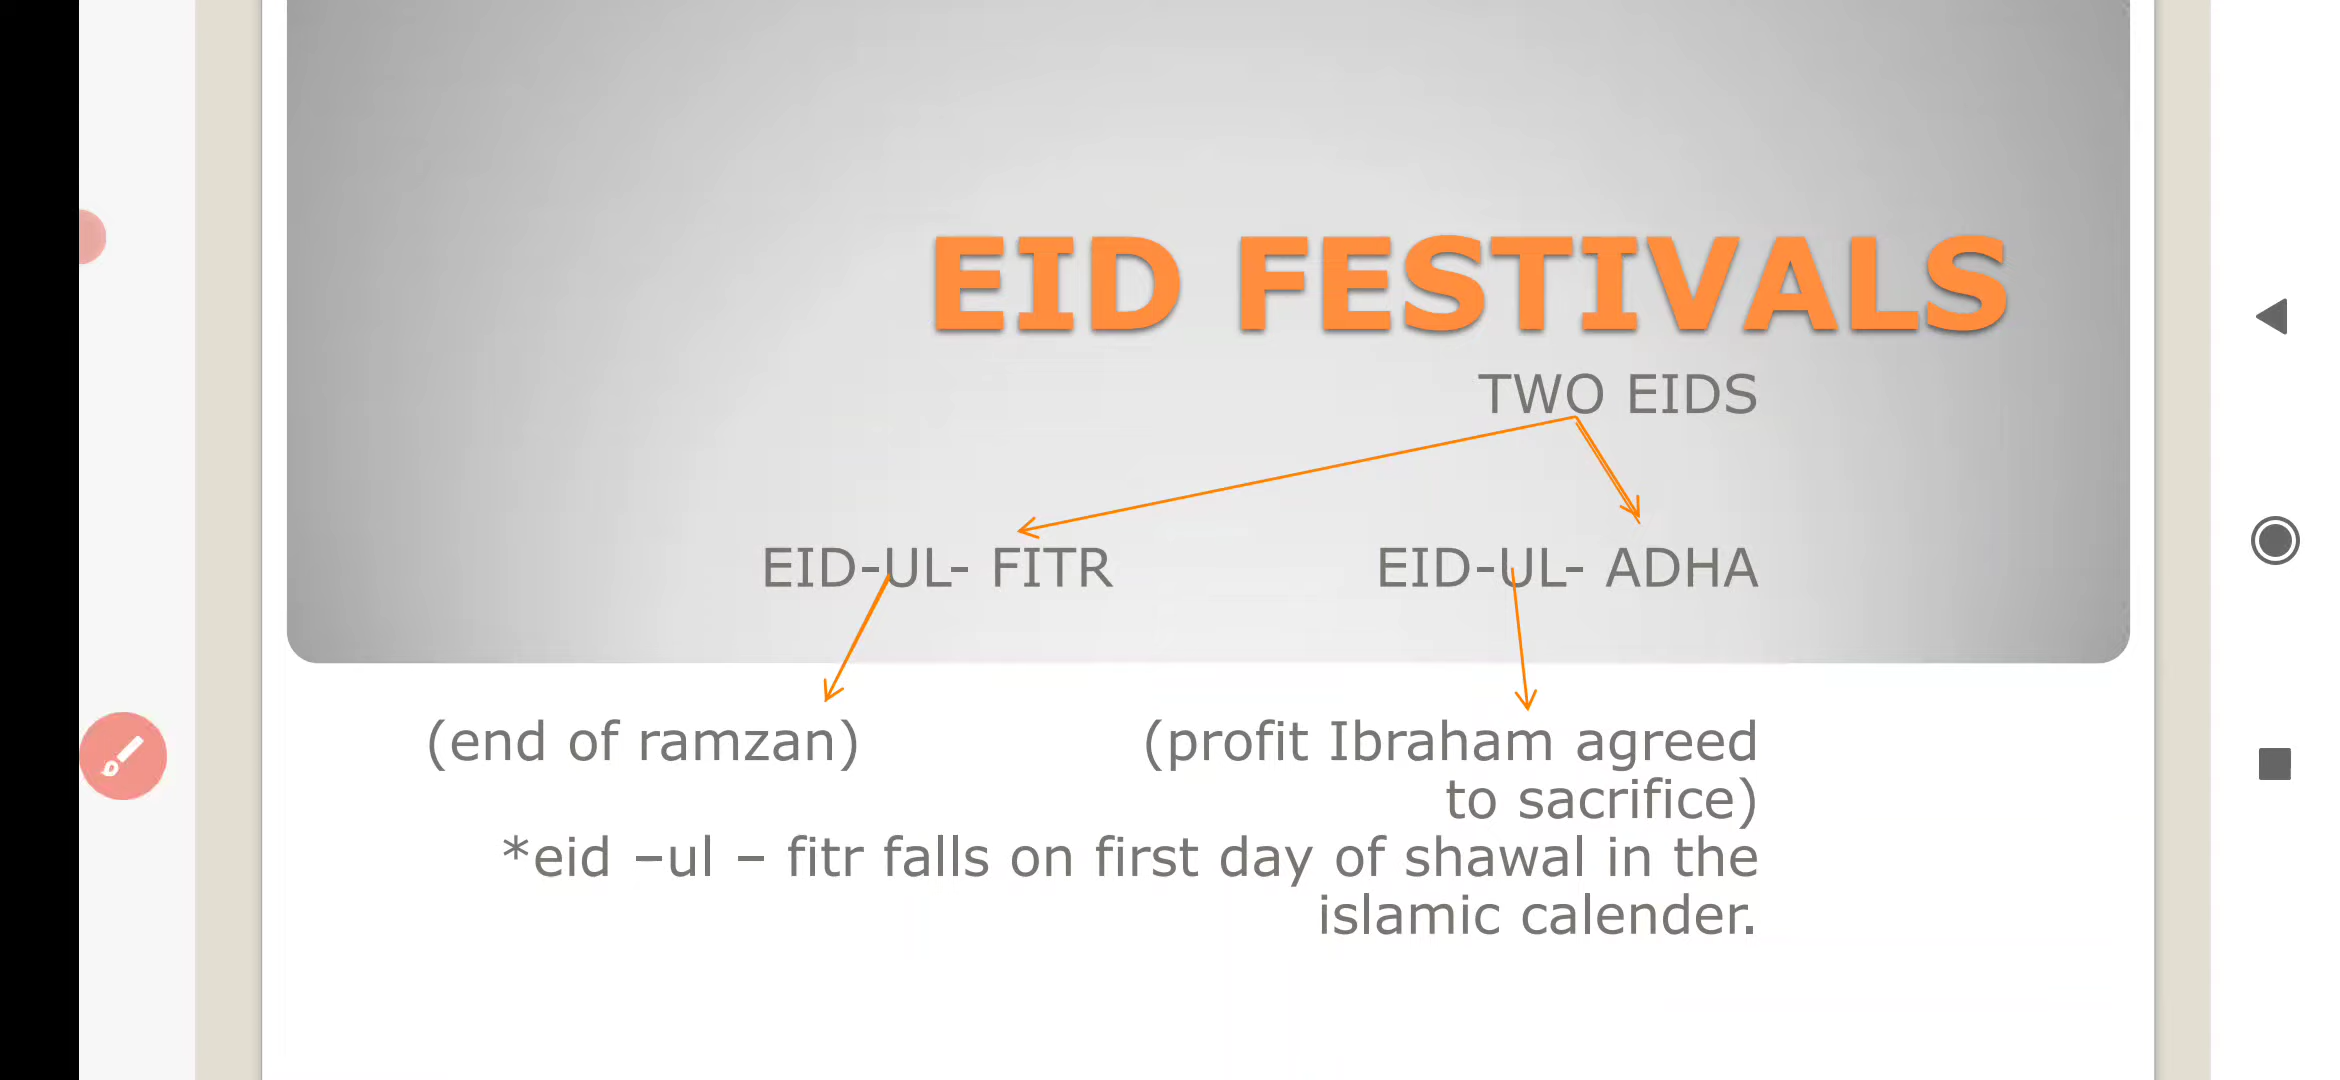 EID FESTIVALS
TWO EIDS
EID-UL- FITR EID-UL- ADHA
(end of ramzan) (profit Ibraham agreed
to sacrifice)
*eid –ul – fitr falls on first day of shawal in the
islamic calender.